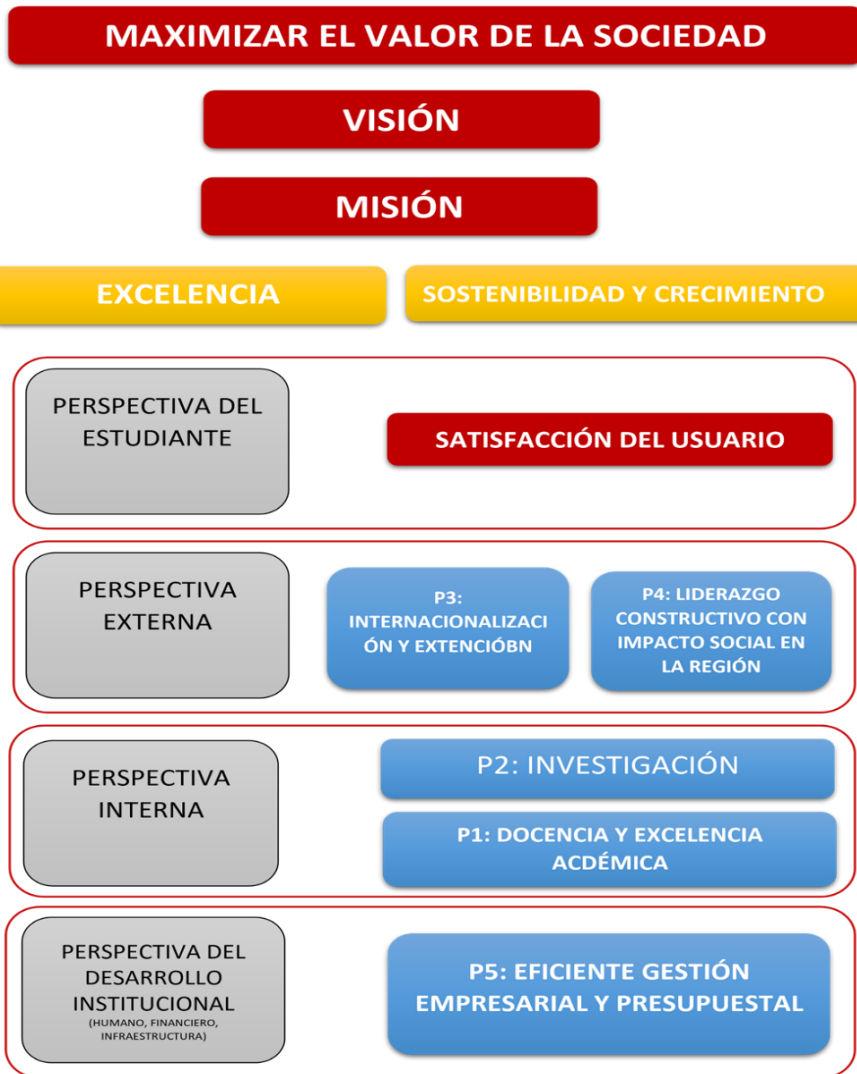 MAXIMIZAR EL VALOR DE LA SOCIEDAD
VISIÓN
MISIÓN
EXCELENCIA
SOSTENIBILIDAD Y CRECIMIENTO
PERSPECTIVA DEL
ESTUDIANTE
SATISFACCIÓN DEL USUARIO
PERSPECTIVA
EXTERNA
P3:
INTERNACIONALIZACI
ÓN Y EXTENCIÓBN
P4: LIDERAZGO
CONSTRUCTIVO CON
IMPACTO SOCIAL EN
LA REGIÓN
PERSPECTIVA
INTERNA
P2: INVESTIGACIÓN
P1: DOCENCIA Y EXCELENCIA
ACDÉMICA
PERSPECTIVA DEL
DESARROLLO
INSTITUCIONAL
(HUMANO, FINANCIERO,
INFRAESTRUCTURA)
P5: EFICIENTE GESTIÓN
EMPRESARIAL Y PRESUPUESTAL